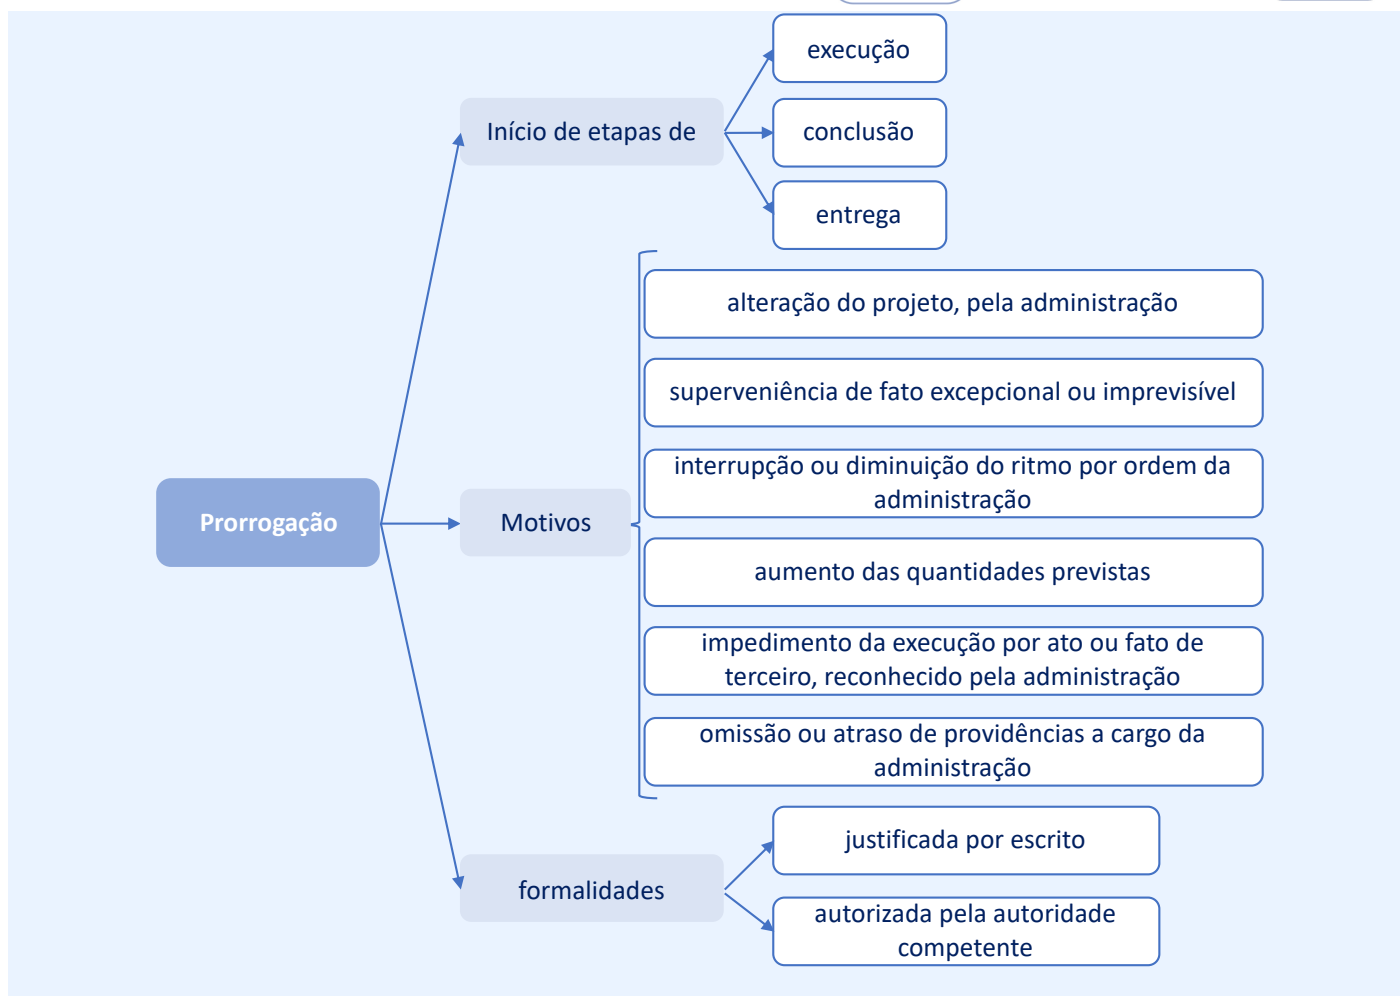 execução
Início de etapas de
conclusão
entrega
alteração do projeto, pela administração
superveniência de fato excepcional ou imprevisível
interrupção ou diminuição do ritmo por ordem da
administração
Prorrogação
Motivos
aumento das quantidades previstas
impedimento da execução por ato ou fato de
terceiro, reconhecido pela administração
omissão ou atraso de providências a cargo da
administração
justificada por escrito
formalidades
autorizada pela autoridade
competente